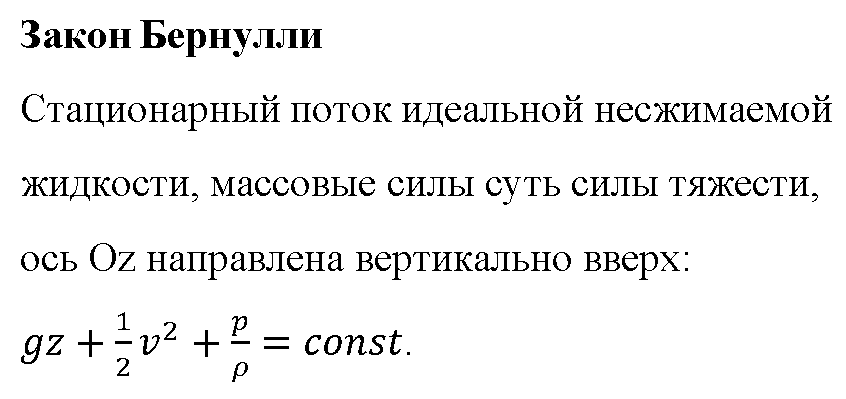 Закон Бернулли
Стационарный поток идеальной несжимаемой
жидкости, массовые силы суть силы тяжести,
ось Oz направлена вертикально вверх:
gz + \frac{1}{2}v^2 + \frac{p}{\rho} = const.